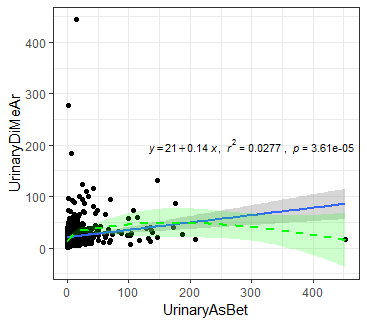 UrinaryDiMeAr
400
300
200
100
0
y = 21 + 0.14 x, r² = 0.0277 , p = 3.61e-05
0 100 200 300 400
UrinaryAsBet